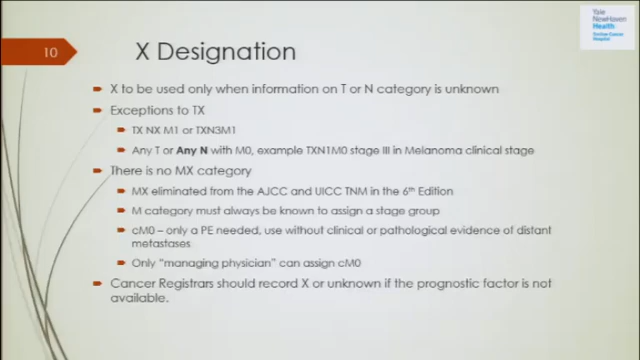 10
X Designation
Yale
NewHaven
Health
Smilow Cancer
Hospital
X to be used only when information on T or N category is unknown
Exceptions to TX
TX NX M1 or TXN3M1
Any T or Any N with M0, example TXN1M0 stage III in Melanoma clinical stage
There is no MX category
MX eliminated from the AJCC and UICC TNM in the 6th Edition
M category must always be known to assign a stage group
cM0 – only a PE needed, use without clinical or pathological evidence of distant
metastases
Only "managing physician" can assign cM0
Cancer Registrars should record X or unknown if the prognostic factor is not
available.